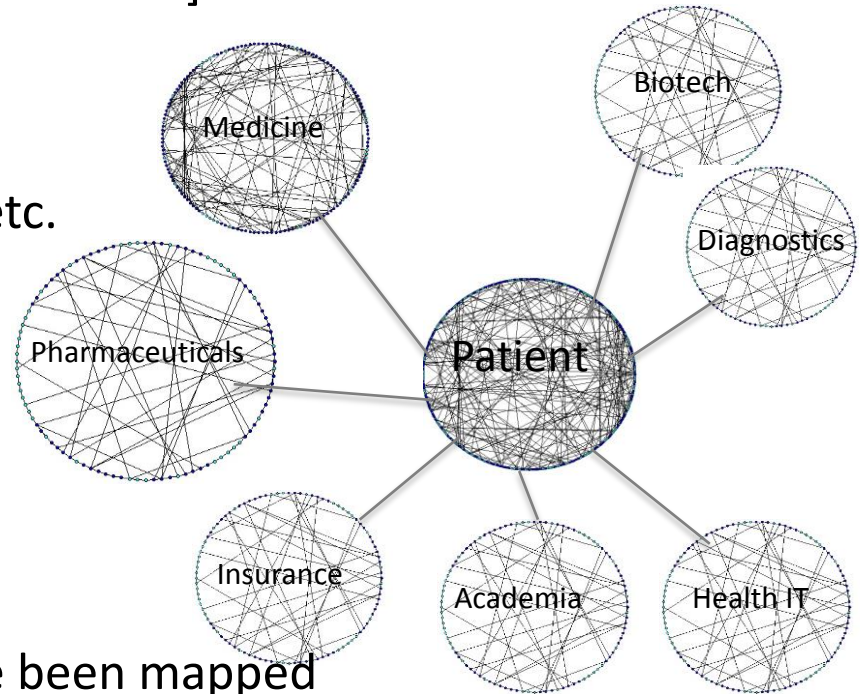 ]
Biotech
Medicine
etc.
Diagnostics
Pharmaceuticals
Patient
Insurance
Academia
Health IT
been mapped